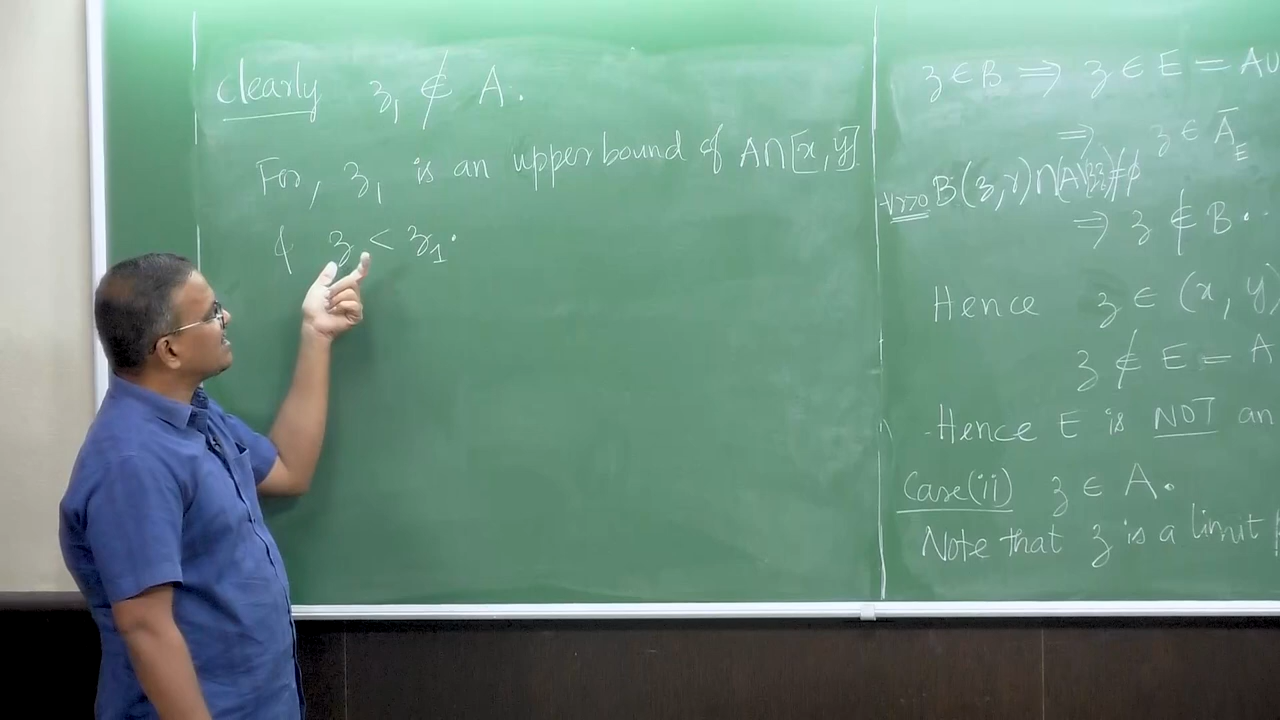 Clearly z₁ ∉ A.
For, z₁ is an upper bound of A∩[x, y]
& z < z₁.
z ∈ B ⇒ z ∈ E = A∪
⇒ z ∈ A̅_E
∀r>0 B(z, r)∩(A\{z})≠ϕ
⇒ z ∉ B.
Hence z ∈ (x, y)
z ∉ E = A
Hence E is NOT an
Case(ii) z ∈ A.
Note that z is a limit